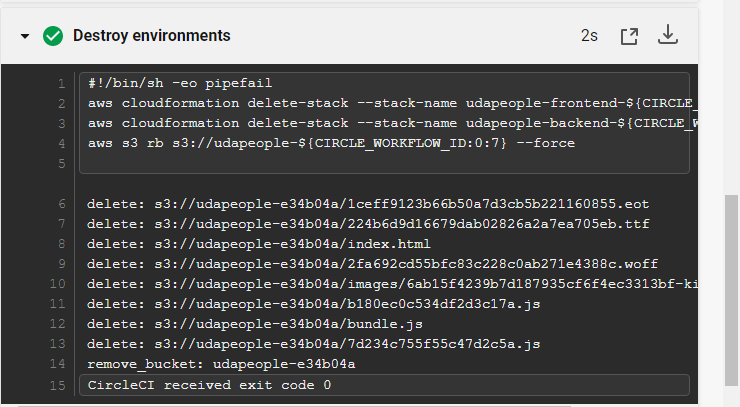 Destroy environments
2s
1 #!/bin/sh -eo pipefail
2 aws cloudformation delete-stack --stack-name udapeople-frontend-${CIRCLE_
3 aws cloudformation delete-stack --stack-name udapeople-backend-${CIRCLE_W
4 aws s3 rb s3://udapeople-${CIRCLE_WORKFLOW_ID:0:7} --force
5
6 delete: s3://udapeople-e34b04a/1ceff9123b66b50a7d3cb5b221160855.eot
7 delete: s3://udapeople-e34b04a/224b6d9d16679dab02826a2a7ea705eb.ttf
8 delete: s3://udapeople-e34b04a/index.html
9 delete: s3://udapeople-e34b04a/2fa692cd55bfc83c228c0ab271e4388c.woff
10 delete: s3://udapeople-e34b04a/images/6ab15f4239b7d187935cf6f4ec3313bf-ki
11 delete: s3://udapeople-e34b04a/b180ec0c534df2d3c17a.js
12 delete: s3://udapeople-e34b04a/bundle.js
13 delete: s3://udapeople-e34b04a/7d234c755f55c47d2c5a.js
14 remove_bucket: udapeople-e34b04a
15 CircleCI received exit code 0